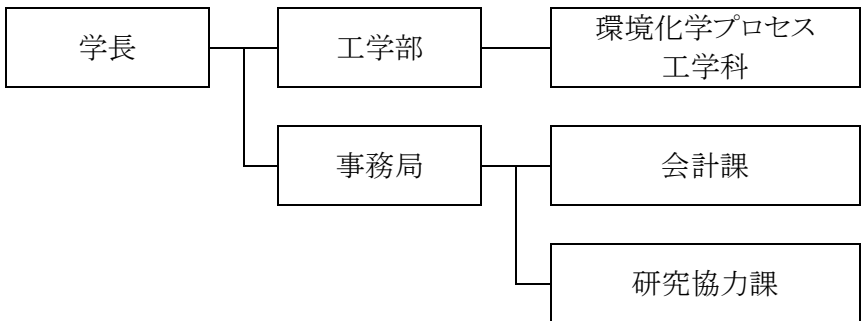 学長
工学部
環境化学プロセス
工学科
事務局
会計課
研究協力課